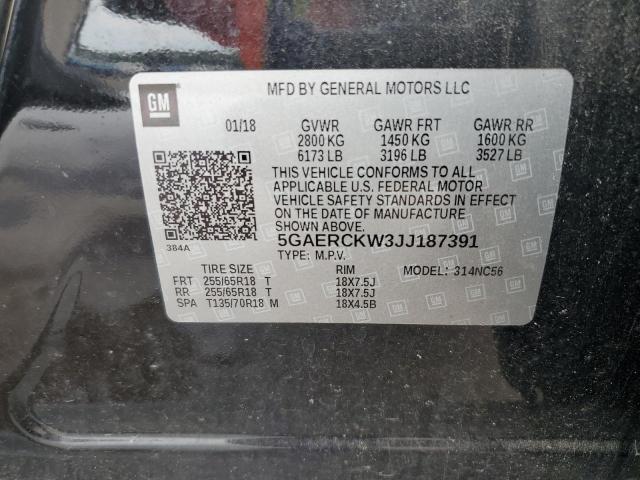 GM
MFD BY GENERAL MOTORS LLC
01/18 GVWR GAWR FRT GAWR RR
2800 KG 1450 KG 1600 KG
6173 LB 3196 LB 3527 LB
THIS VEHICLE CONFORMS TO ALL
APPLICABLE U.S. FEDERAL MOTOR
VEHICLE SAFETY STANDARDS IN EFFECT
ON THE DATE OF MANUFACTURE
SHOWN ABOVE.
384A
5GAERCKW3JJ187391
TYPE: M.P.V. MODEL: 314NC56
TIRE SIZE RIM
FRT 255/65R18 T 18X7.5J
RR 255/65R18 T 18X7.5J
SPA T135/70R18 M 18X4.5B